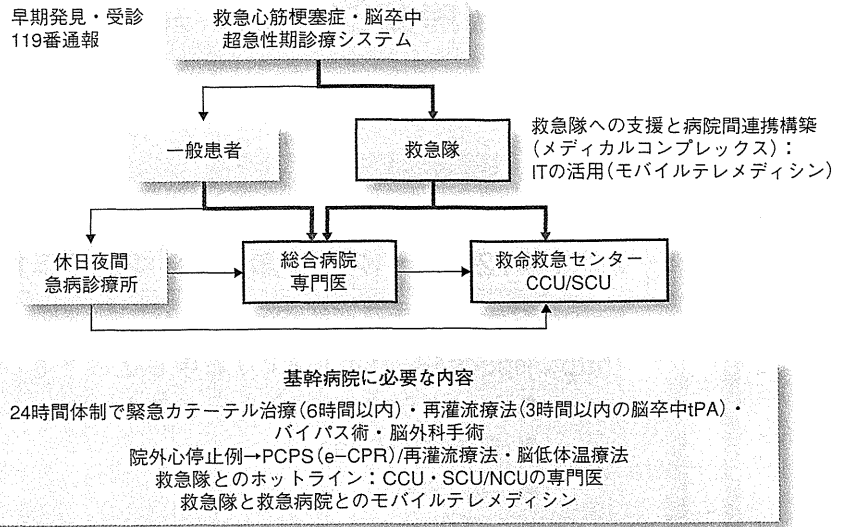 早期発見・受診
119番通報
救急心筋梗塞症・脳卒中
超急性期診療システム
一般患者
救急隊
救急隊への支援と病院間連携構築
(メディカルコンプレックス)：
ITの活用(モバイルテレメディシン)
休日夜間
急病診療所
総合病院
専門医
救命救急センター
CCU/SCU
基幹病院に必要な内容
24時間体制で緊急カテーテル治療(6時間以内)・再灌流療法(3時間以内の脳卒中tPA)・
バイパス術・脳外科手術
院外心停止例→PCPS(e-CPR)/再灌流療法・脳低体温療法
救急隊とのホットライン：CCU・SCU/NCUの専門医
救急隊と救急病院とのモバイルテレメディシン